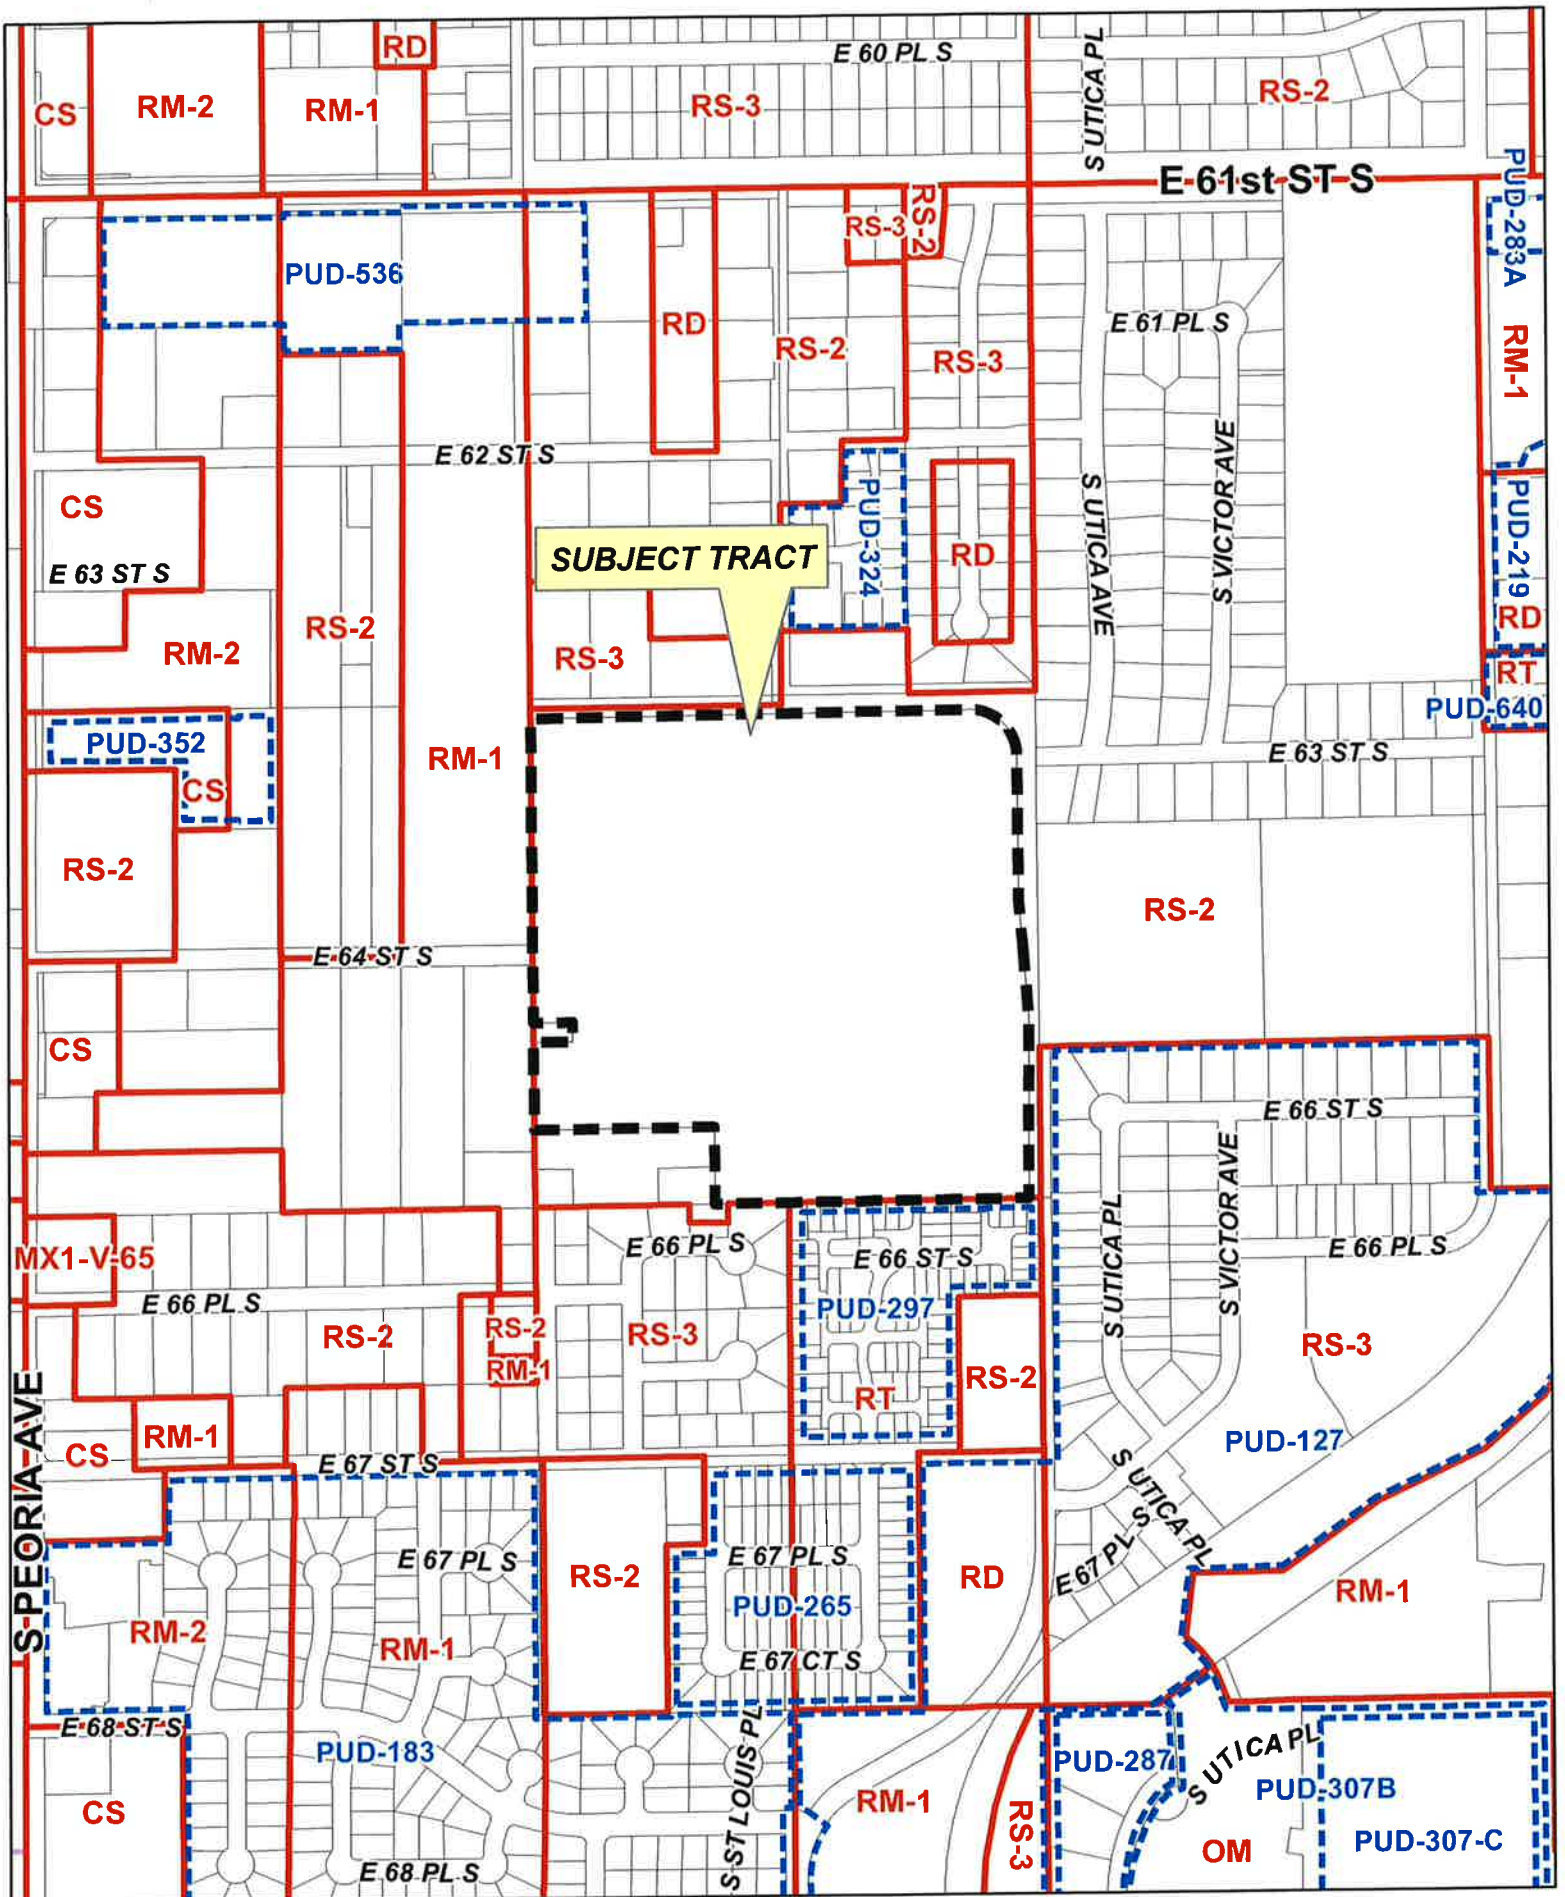 RD
E 60 PL S
S UTICA PL
RS-2
CS
RM-2
RM-1
RS-3
E 61st ST S
PUD-283A
RS-3
RS-2
PUD-536
RD
RS-2
RS-3
E 61 PL S
RM-1
E 62 ST S
CS
PUD-324
S UTICA AVE
S VICTOR AVE
PUD-219
SUBJECT TRACT
RD
E 63 ST S
RS-2
RM-2
RS-3
RD
RT
PUD-640
PUD-352
RM-1
E 63 ST S
CS
RS-2
RS-2
E 64 ST S
CS
E 66 ST S
S UTICA PL
S VICTOR AVE
MX1-V-65
E 66 PL S
E 66 ST S
E 66 PL S
E 66 PL S
PUD-297
RS-2
RS-2
RS-3
RS-3
RM-1
RS-2
RT
S PEORIA AVE
CS
RM-1
PUD-127
E 67 ST S
S UTICA PL
E 67 PL S
E 67 PL S
E 67 PL S
RS-2
RD
RM-1
PUD-265
RM-2
RM-1
E 67 CT S
E 68 ST S
PUD-183
S ST LOUIS PL
PUD-287
S UTICA PL
PUD-307B
CS
RM-1
RS-3
OM
PUD-307-C
E 68 PL S